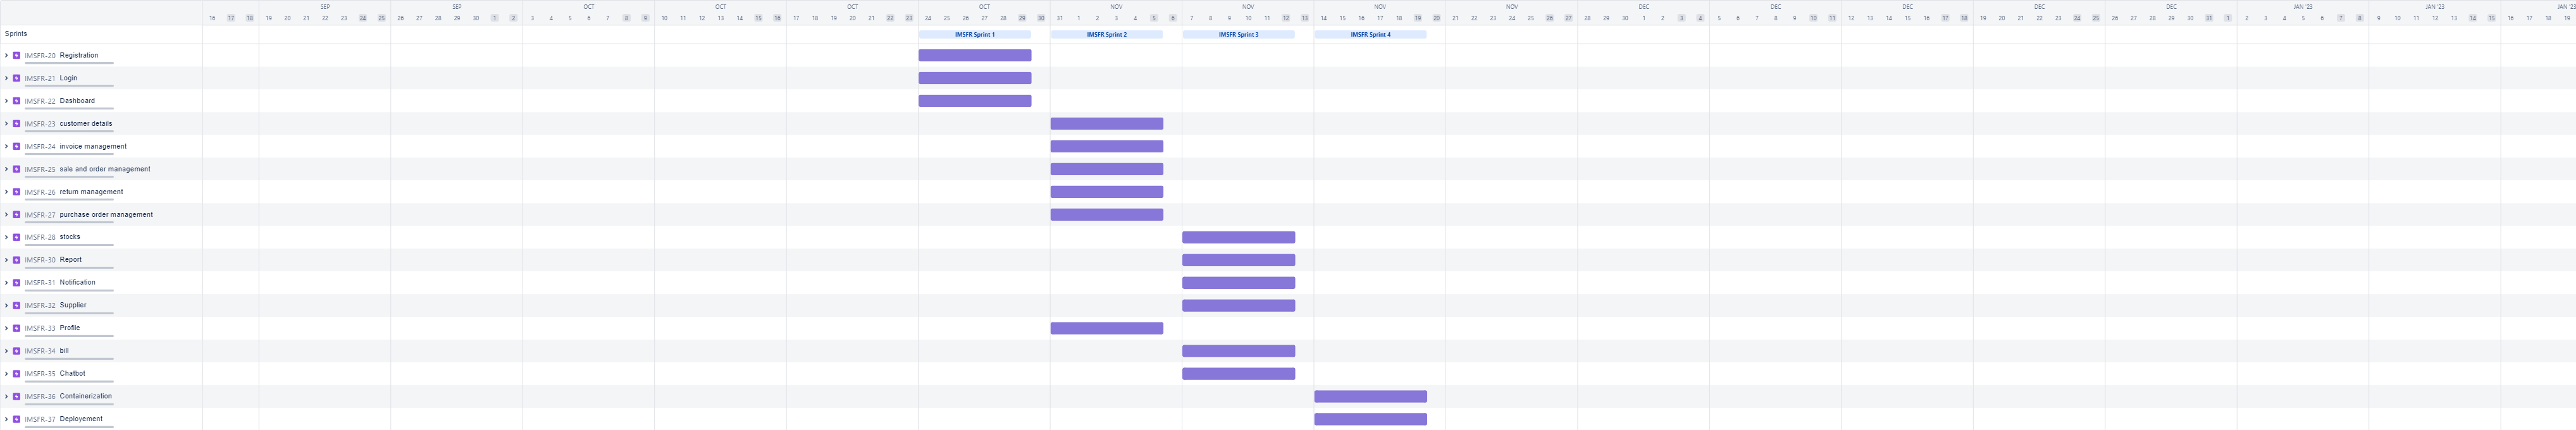 SEP SEP OCT OCT OCT OCT NOV NOV NOV NOV DEC DEC DEC DEC DEC JAN '23 JAN '23 JAN '23
16 17 18 19 20 21 22 23 24 25 26 27 28 29 30 1 2 3 4 5 6 7 8 9 10 11 12 13 14 15 16 17 18 19 20 21 22 23 24 25 26 27 28 29 30 31 1 2 3 4 5 6 7 8 9 10 11 12 13 14 15 16 17 18 19 20 21 22 23 24 25 26 27 28 29 30 1 2 3 4 5 6 7 8 9 10 11 12 13 14 15 16 17 18 19 20 21 22 23 24 25 26 27 28 29 30 31 1 2 3 4 5 6 7 8 9 10 11 12 13 14 15 16 17 18 19
Sprints IMSFR Sprint 1 IMSFR Sprint 2 IMSFR Sprint 3 IMSFR Sprint 4
IMSFR-20 Registration
IMSFR-21 Login
IMSFR-22 Dashboard
IMSFR-23 customer details
IMSFR-24 invoice management
IMSFR-25 sale and order management
IMSFR-26 return management
IMSFR-27 purchase order management
IMSFR-28 stocks
IMSFR-30 Report
IMSFR-31 Notification
IMSFR-32 Supplier
IMSFR-33 Profile
IMSFR-34 bill
IMSFR-35 Chatbot
IMSFR-36 Containerization
IMSFR-37 Deployement